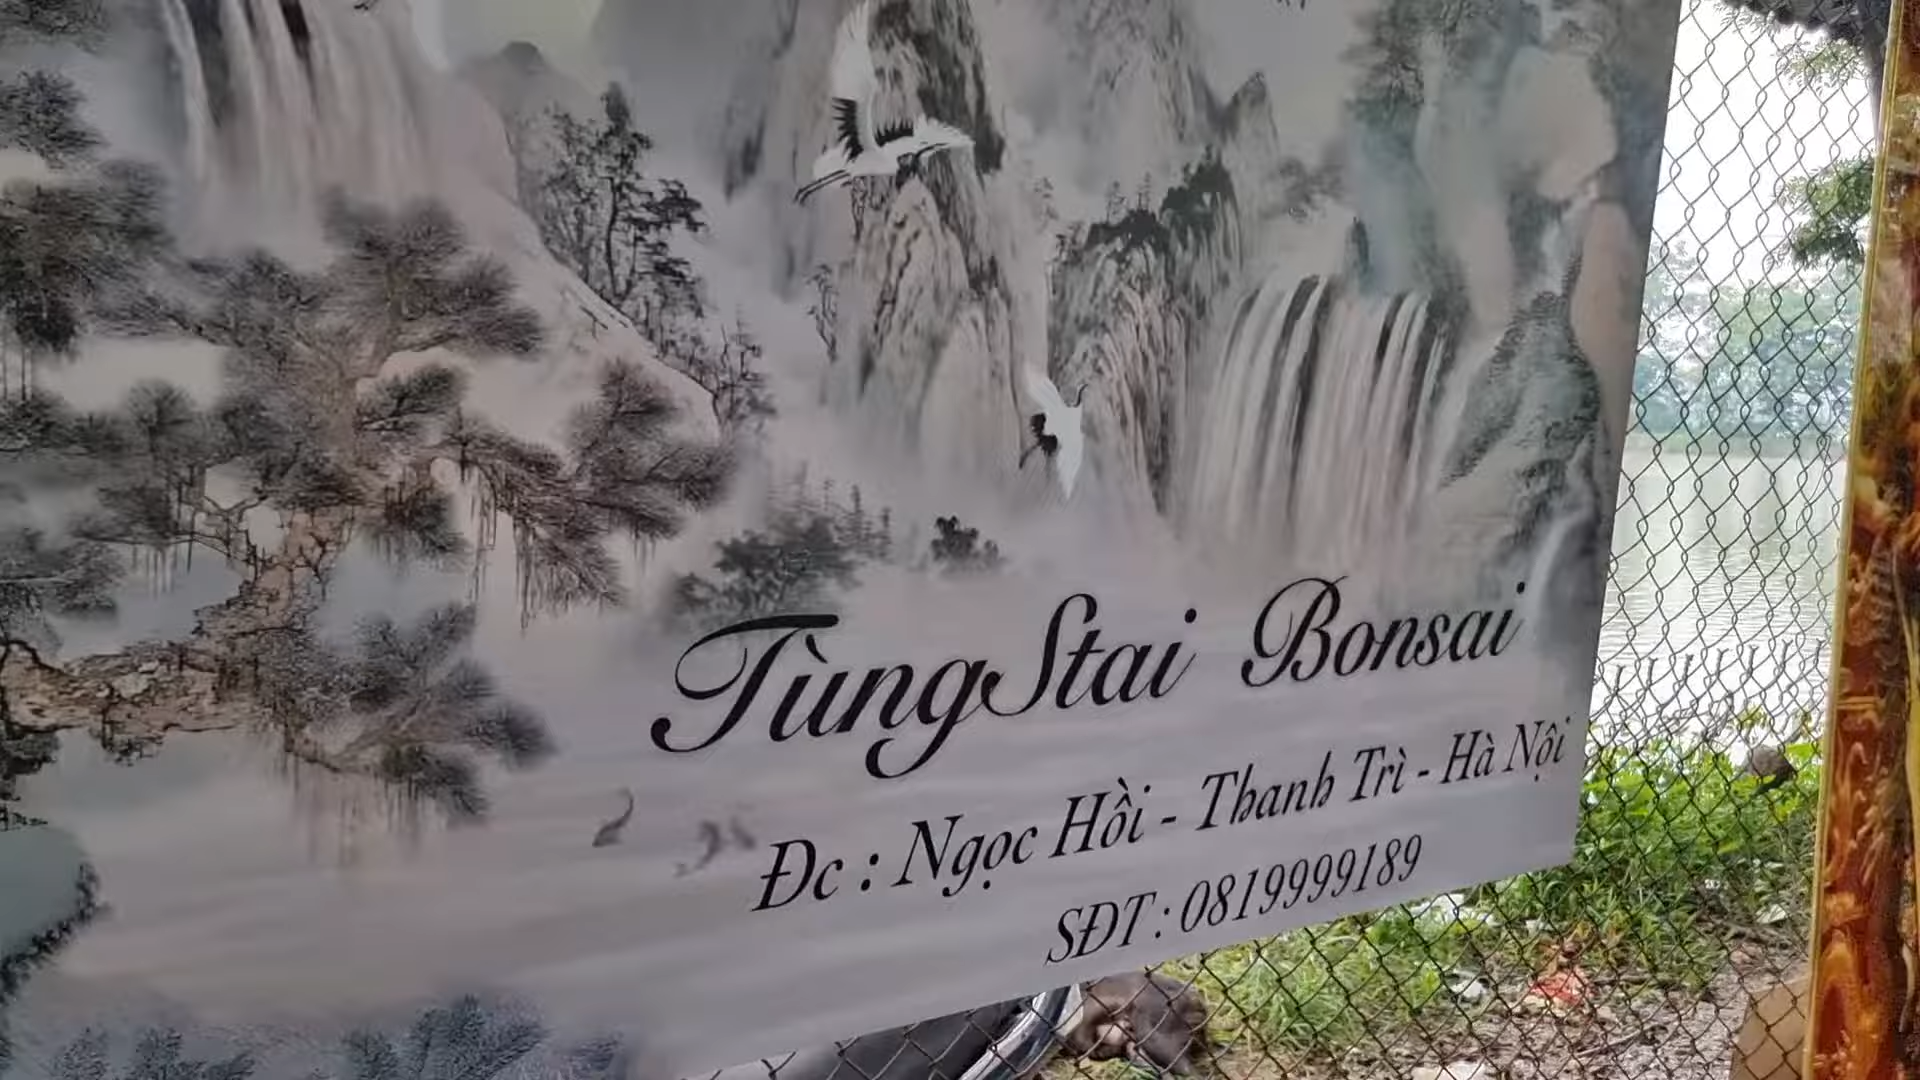 TùngStai Bonsai
Đc : Ngọc Hồi - Thanh Trì - Hà Nội
SĐT : 0819999189